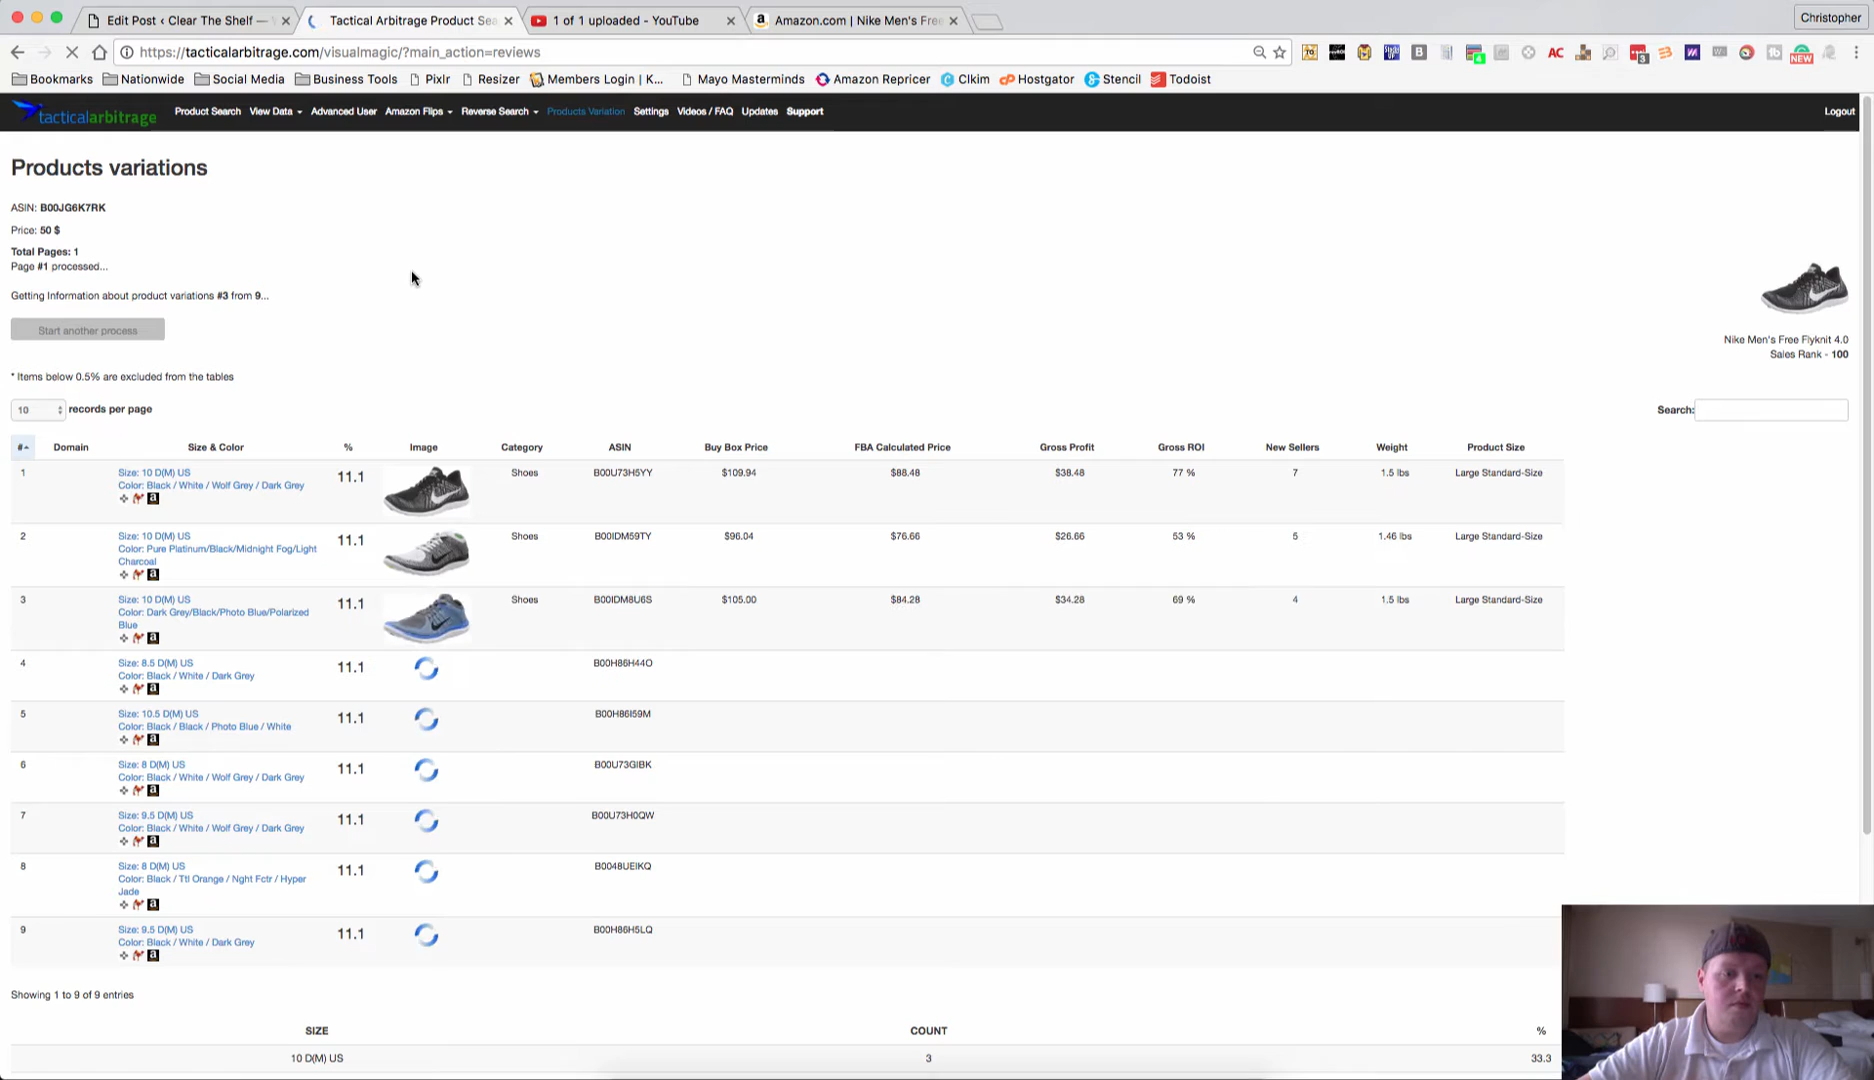 Edit Post ‹ Clear The Shelf —
Tactical Arbitrage Product Sea
1 of 1 uploaded - YouTube
Amazon.com | Nike Men's Free
Christopher
https://tacticalarbitrage.com/visualmagic/?main_action=reviews
Bookmarks Nationwide Social Media Business Tools Pixlr Resizer Members Login | K... Mayo Masterminds Amazon Repricer Clkim Hostgator Stencil Todoist
tacticalarbitrage Product Search View Data Advanced User Amazon Flips Reverse Search Products Variation Settings Videos / FAQ Updates Support Logout
Products variations
ASIN: B00JG6K7RK
Price: 50 $
Total Pages: 1
Page #1 processed...
Getting Information about product variations #3 from 9...
Start another process
Nike Men's Free Flyknit 4.0
Sales Rank - 100
* Items below 0.5% are excluded from the tables
10 records per page Search:
# Domain Size & Color % Image Category ASIN Buy Box Price FBA Calculated Price Gross Profit Gross ROI New Sellers Weight Product Size
1 Size: 10 D(M) US 11.1 Shoes B00U73H5YY $109.94 $88.48 $38.48 77 % 7 1.5 lbs Large Standard-Size
Color: Black / White / Wolf Grey / Dark Grey
2 Size: 10 D(M) US 11.1 Shoes B00IDM59TY $96.04 $76.66 $26.66 53 % 5 1.46 lbs Large Standard-Size
Color: Pure Platinum/Black/Midnight Fog/Light
Charcoal
3 Size: 10 D(M) US 11.1 Shoes B00IDM8U6S $105.00 $84.28 $34.28 69 % 4 1.5 lbs Large Standard-Size
Color: Dark Grey/Black/Photo Blue/Polarized
Blue
4 Size: 8.5 D(M) US 11.1 B00H86H44O
Color: Black / White / Dark Grey
5 Size: 10.5 D(M) US 11.1 B00H86I59M
Color: Black / Black / Photo Blue / White
6 Size: 8 D(M) US 11.1 B00U73GIBK
Color: Black / White / Wolf Grey / Dark Grey
7 Size: 9.5 D(M) US 11.1 B00U73H0QW
Color: Black / White / Wolf Grey / Dark Grey
8 Size: 8 D(M) US 11.1 B0048UEIKQ
Color: Black / Ttl Orange / Nght Fctr / Hyper
Jade
9 Size: 9.5 D(M) US 11.1 B00H86H5LQ
Color: Black / White / Dark Grey
Showing 1 to 9 of 9 entries
SIZE COUNT %
10 D(M) US 3 33.3